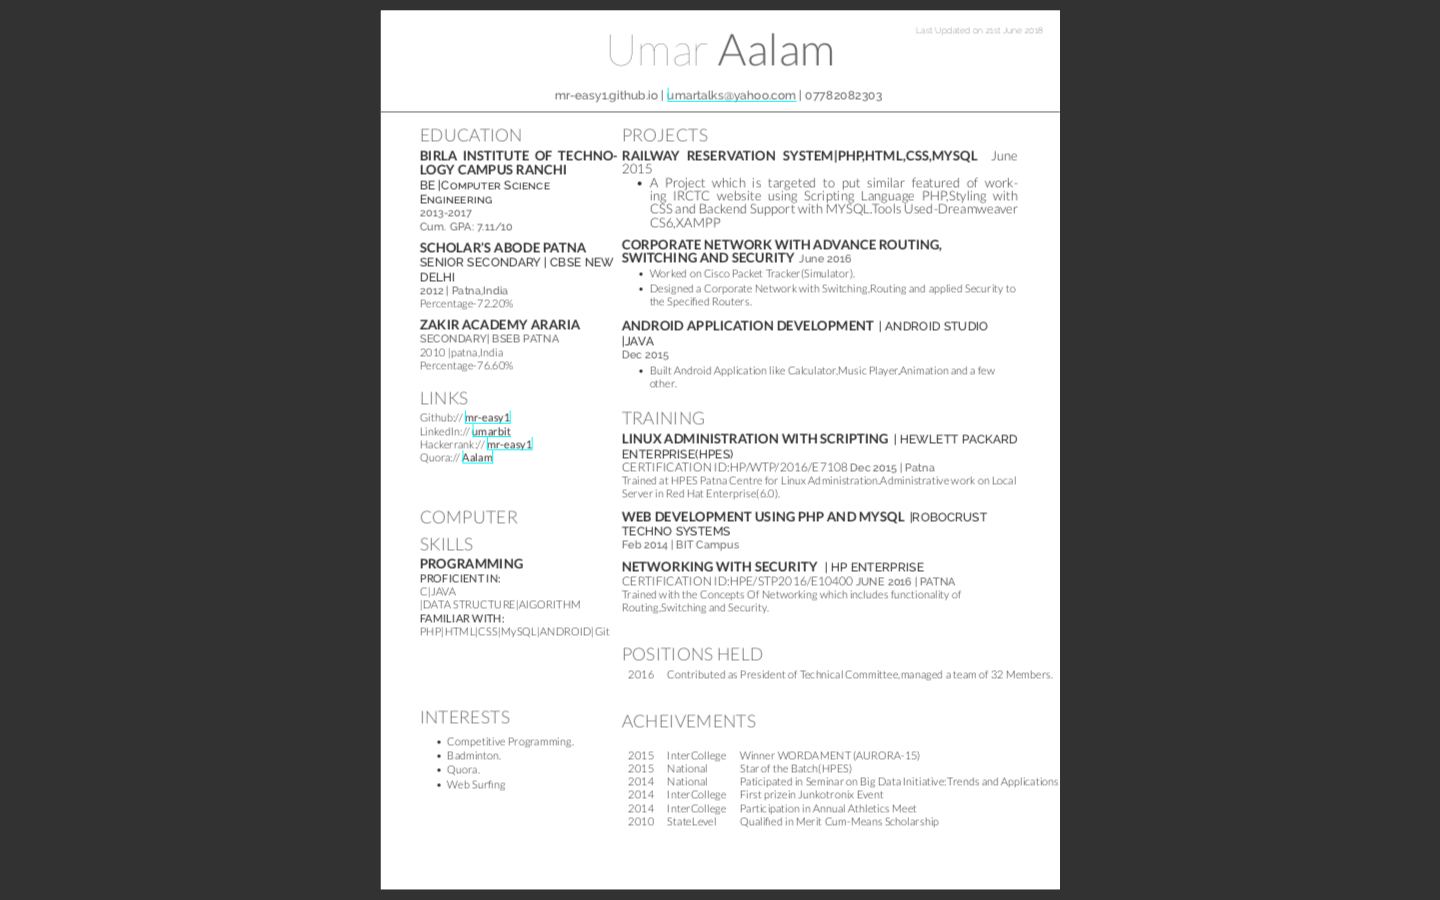 Last Updated on 21st June 2018
Umar Aalam
mr-easy1.github.io | umartalks@yahoo.com | 07782082303
EDUCATION
BIRLA INSTITUTE OF TECHNO-
LOGY CAMPUS RANCHI
BE |COMPUTER SCIENCE
ENGINEERING
2013-2017
Cum. GPA: 7.11/10
SCHOLAR'S ABODE PATNA
SENIOR SECONDARY | CBSE NEW
DELHI
2012 | Patna,India
Percentage-72.20%
ZAKIR ACADEMY ARARIA
SECONDARY| BSEB PATNA
2010 |patna,India
Percentage-76.60%
LINKS
Github:// mr-easy1
LinkedIn:// umarbit
Hackerrank:// mr-easy1
Quora:// Aalam
COMPUTER
SKILLS
PROGRAMMING
PROFICIENT IN:
C|JAVA
|DATA STRUCTURE|AlGORITHM
FAMILIAR WITH:
PHP|HTML|CSS|MySQL|ANDROID|Git
INTERESTS
• Competitive Programming.
• Badminton.
• Quora.
• Web Surfing
PROJECTS
RAILWAY RESERVATION SYSTEM|PHP,HTML,CSS,MYSQL June
2015
• A Project which is targeted to put similar featured of work-
ing IRCTC website using Scripting Language PHP,Styling with
CSS and Backend Support with MYSQL.Tools Used-Dreamweaver
CS6,XAMPP
CORPORATE NETWORK WITH ADVANCE ROUTING,
SWITCHING AND SECURITY June 2016
• Worked on Cisco Packet Tracker(Simulator).
• Designed a Corporate Network with Switching,Routing and applied Security to
the Specified Routers.
ANDROID APPLICATION DEVELOPMENT | ANDROID STUDIO
|JAVA
Dec 2015
• Built Android Application like Calculator,Music Player,Animation and a few
other.
TRAINING
LINUX ADMINISTRATION WITH SCRIPTING | HEWLETT PACKARD
ENTERPRISE(HPES)
CERTIFICATION ID:HP/WTP/2016/E7108 Dec 2015 | Patna
Trained at HPES Patna Centre for Linux Administration.Administrative work on Local
Server in Red Hat Enterprise(6.0).
WEB DEVELOPMENT USING PHP AND MYSQL |ROBOCRUST
TECHNO SYSTEMS
Feb 2014 | BIT Campus
NETWORKING WITH SECURITY | HP ENTERPRISE
CERTIFICATION ID:HPE/STP2016/E10400 JUNE 2016 | PATNA
Trained with the Concepts Of Networking which includes functionality of
Routing,Switching and Security.
POSITIONS HELD
2016 Contributed as President of Technical Committee,managed a team of 32 Members.
ACHEIVEMENTS
2015 InterCollege Winner WORDAMENT (AURORA-15)
2015 National Star of the Batch(HPES)
2014 National Paticipated in Seminar on Big Data Initiative:Trends and Applications
2014 InterCollege First prizein Junkotronix Event
2014 InterCollege Participation in Annual Athletics Meet
2010 StateLevel Qualified in Merit Cum-Means Scholarship